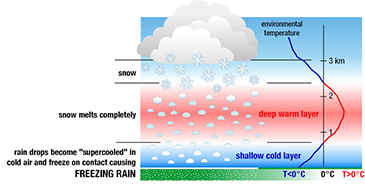 environmental
temperature
3 km
snow
2
snow melts completely
deep warm layer
1
rain drops become "supercooled" in
cold air and freeze on contact causing
shallow cold layer
FREEZING RAIN
T<0°C
0°C
T>0°C